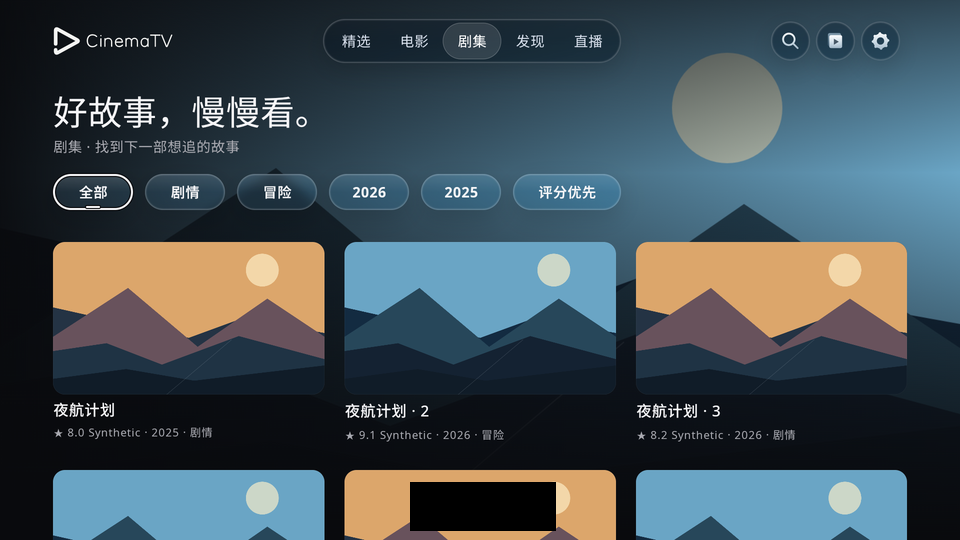 CinemaTV
精选 电影 剧集 发现 直播
好故事，慢慢看。
剧集 · 找到下一部想追的故事
全部 剧情 冒险 2026 2025 评分优先
夜航计划 夜航计划 · 2 夜航计划 · 3
★ 8.0 Synthetic · 2025 · 剧情 ★ 9.1 Synthetic · 2026 · 冒险 ★ 8.2 Synthetic · 2026 · 剧情